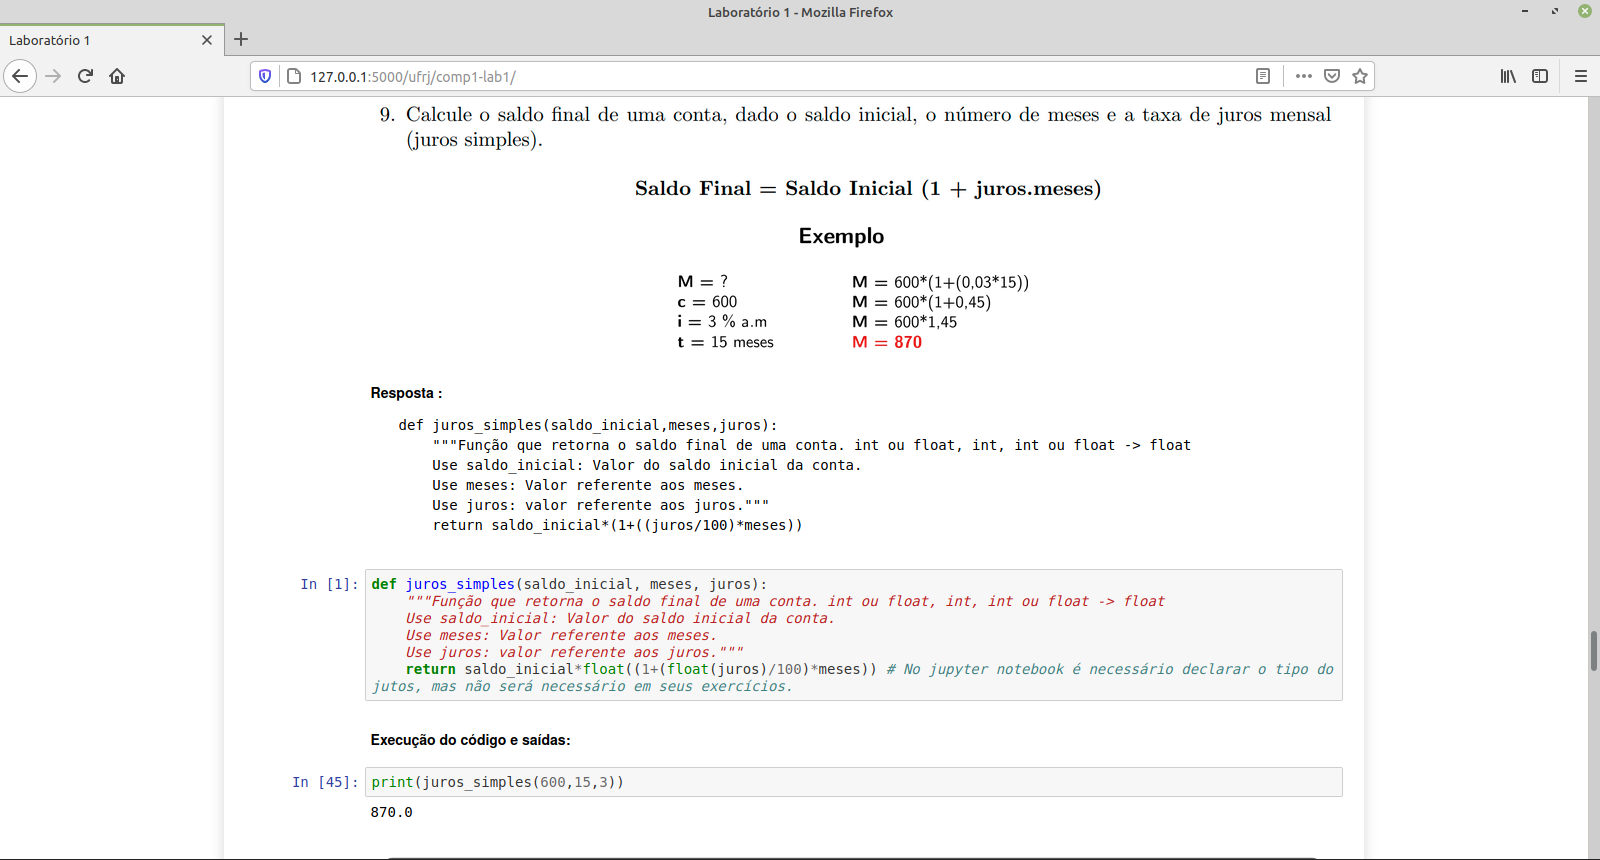 Laboratório 1 - Mozilla Firefox
Laboratório 1
127.0.0.1:5000/ufrj/comp1-lab1/
9. Calcule o saldo final de uma conta, dado o saldo inicial, o número de meses e a taxa de juros mensal
(juros simples).
Saldo Final = Saldo Inicial (1 + juros.meses)
Exemplo
M = ?
c = 600
i = 3 % a.m
t = 15 meses
M = 600*(1+(0,03*15))
M = 600*(1+0,45)
M = 600*1,45
M = 870
Resposta :
def juros_simples(saldo_inicial,meses,juros):
"""Função que retorna o saldo final de uma conta. int ou float, int, int ou float -> float
Use saldo_inicial: Valor do saldo inicial da conta.
Use meses: Valor referente aos meses.
Use juros: valor referente aos juros."""
return saldo_inicial*(1+((juros/100)*meses))
In [1]:
def juros_simples(saldo_inicial, meses, juros):
"""Função que retorna o saldo final de uma conta. int ou float, int, int ou float -> float
Use saldo_inicial: Valor do saldo inicial da conta.
Use meses: Valor referente aos meses.
Use juros: valor referente aos juros."""
return saldo_inicial*float((1+(float(juros)/100)*meses)) # No jupyter notebook é necessário declarar o tipo do
jutos, mas não será necessário em seus exercícios.
Execução do código e saídas:
In [45]:
print(juros_simples(600,15,3))
870.0